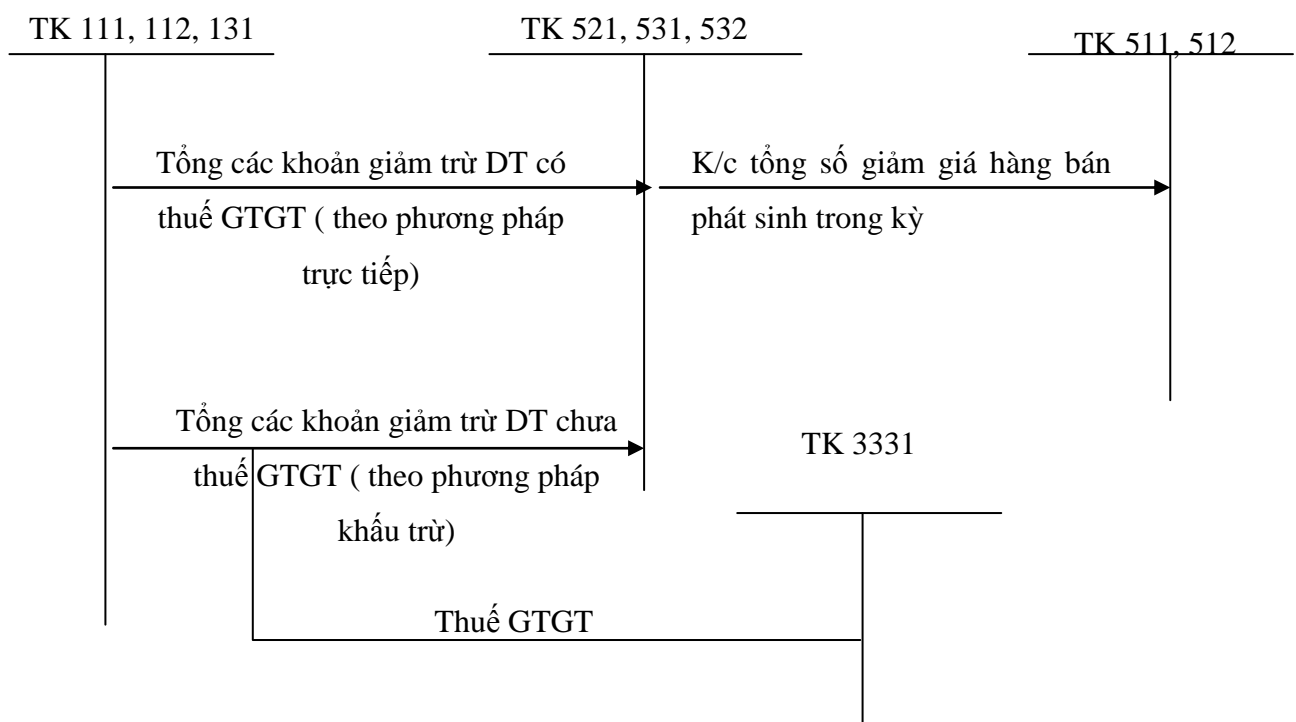 TK 111, 112, 131
TK 521, 531, 532
TK 511, 512
Tổng các khoản giảm trừ DT có
thuế GTGT ( theo phương pháp
trực tiếp)
K/c tổng số giảm giá hàng bán
phát sinh trong kỳ
Tổng các khoản giảm trừ DT chưa
thuế GTGT ( theo phương pháp
khấu trừ)
TK 3331
Thuế GTGT